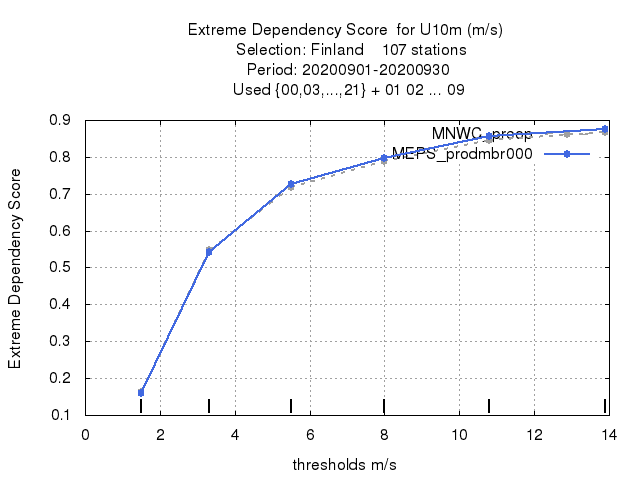 Extreme Dependency Score for U10m (m/s)
Selection: Finland 107 stations
Period: 20200901-20200930
Used {00,03,...,21} + 01 02 ... 09
0.9
0.8
0.7
0.6
0.5
0.4
0.3
0.2
0.1
Extreme Dependency Score
MEPS_prodmbr000
0 2 4 6 8 10 12 14
thresholds m/s